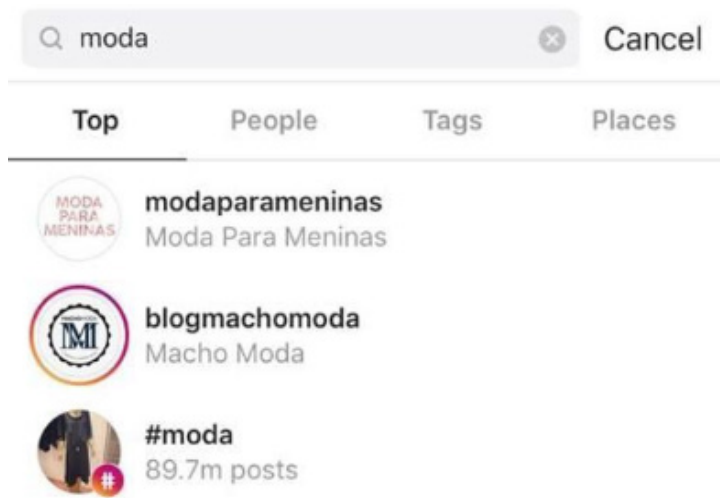 moda
Cancel
Top
People
Tags
Places
MODA
PARA
MENINAS
modaparameninas
Moda Para Meninas
M
blogmachomoda
Macho Moda
#
#moda
89.7m posts